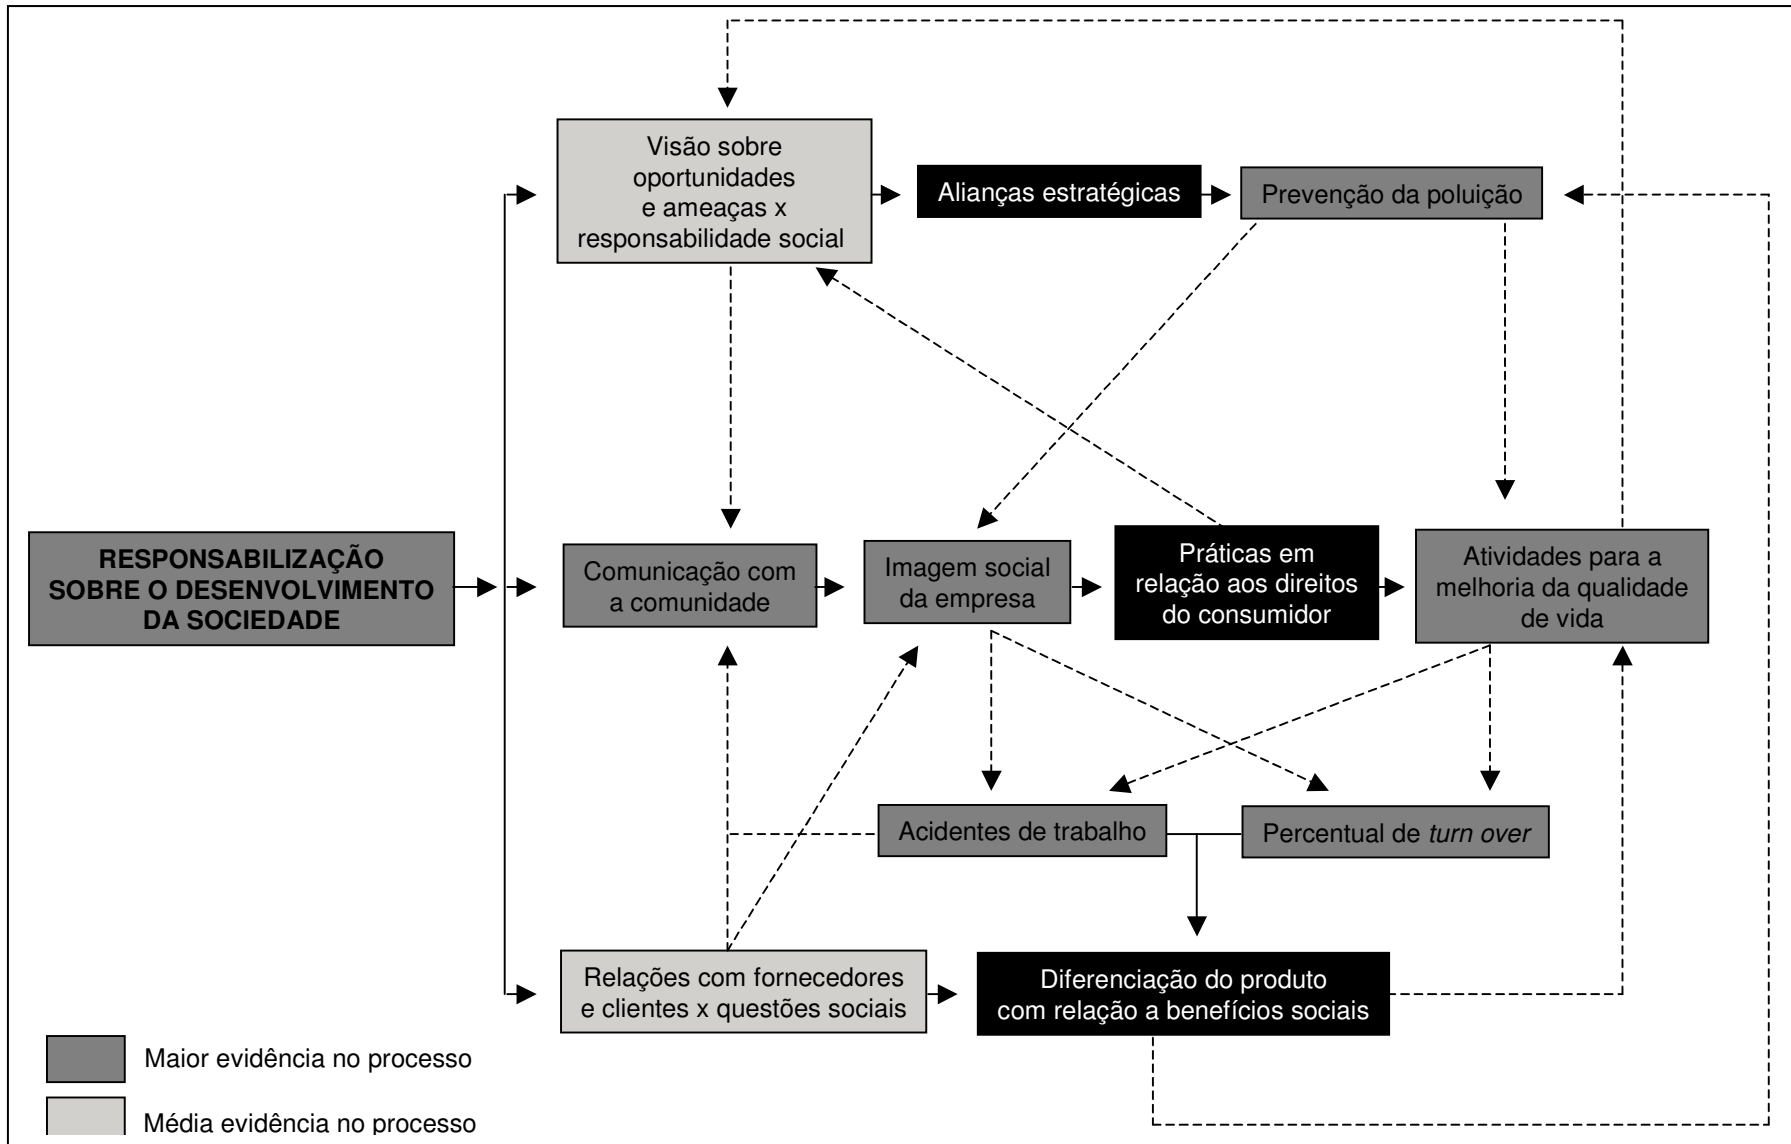 Visão sobre
oportunidades
e ameaças x
responsabilidade social
Alianças estratégicas
Prevenção da poluição
RESPONSABILIZAÇÃO
SOBRE O DESENVOLVIMENTO
DA SOCIEDADE
Comunicação com
a comunidade
Imagem social
da empresa
Práticas em
relação aos direitos
do consumidor
Atividades para a
melhoria da qualidade
de vida
Acidentes de trabalho
Percentual de turn over
Relações com fornecedores
e clientes x questões sociais
Diferenciação do produto
com relação a benefícios sociais
Maior evidência no processo
Média evidência no processo